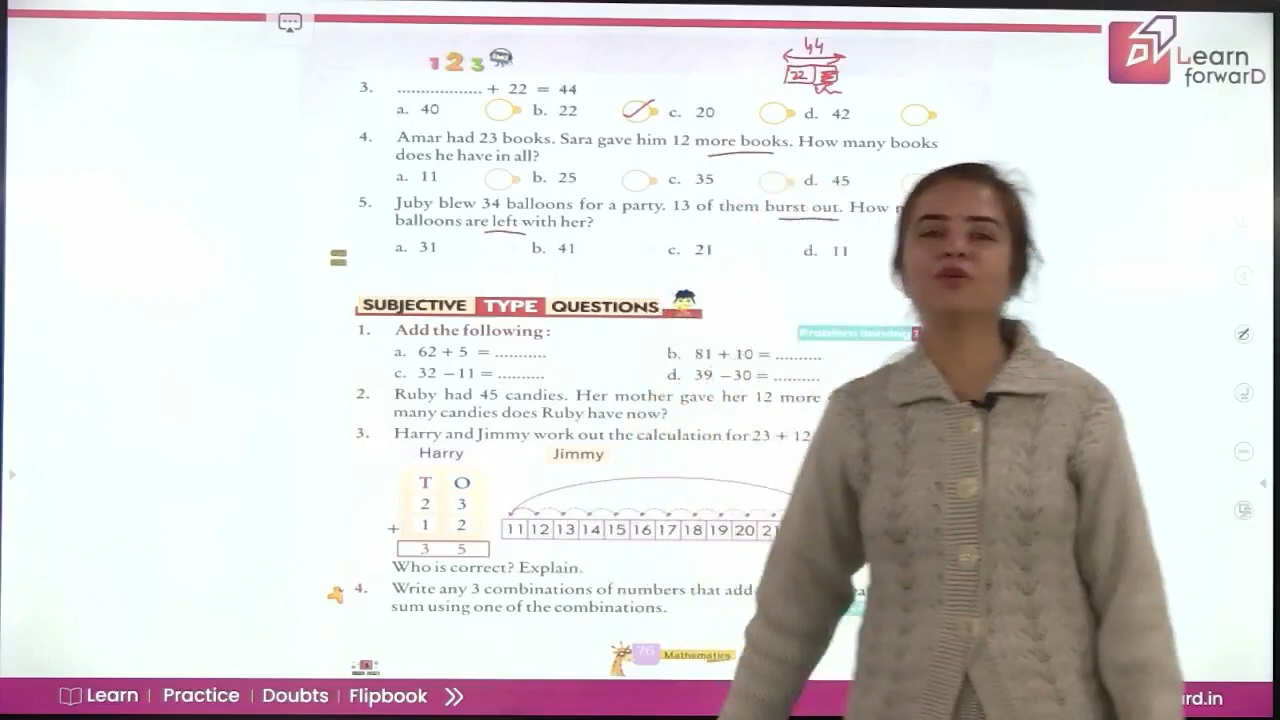 1 2 3
44
22
Learn
forwarD
3. .................. + 22 = 44
a. 40 b. 22 c. 20 d. 42
4. Amar had 23 books. Sara gave him 12 more books. How many books
does he have in all?
a. 11 b. 25 c. 35 d. 45
5. Juby blew 34 balloons for a party. 13 of them burst out. How
balloons are left with her?
a. 31 b. 41 c. 21 d. 11
SUBJECTIVE TYPE QUESTIONS
1. Add the following:
Problem Solving
a. 62 + 5 = ........... b. 81 + 10 = ..........
c. 32 – 11 = .......... d. 39 – 30 = ..........
2. Ruby had 45 candies. Her mother gave her 12 more
many candies does Ruby have now?
3. Harry and Jimmy work out the calculation for 23 + 12
Harry Jimmy
T O
2 3
+ 1 2
3 5
11 12 13 14 15 16 17 18 19 20 21
Who is correct? Explain.
4. Write any 3 combinations of numbers that add
sum using one of the combinations.
76 Mathematics
Learn | Practice | Doubts | Flipbook
rd.in